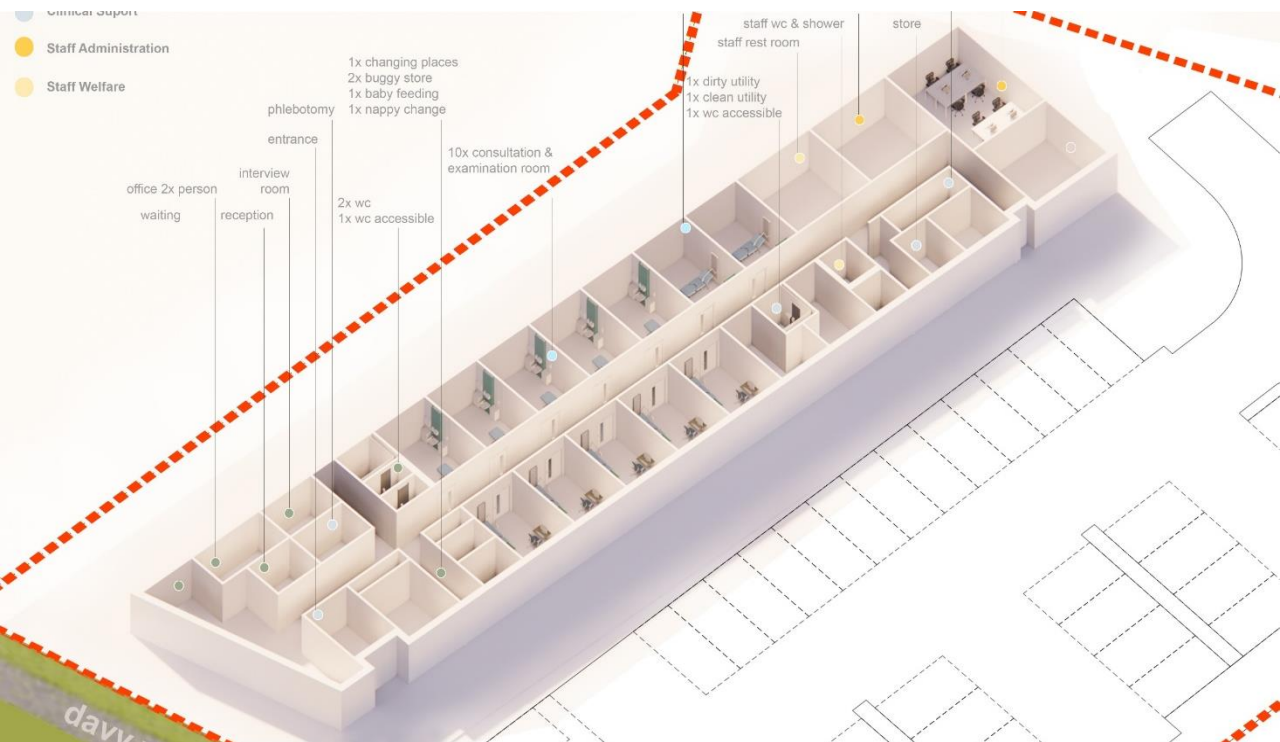 Clinical Suport
Staff Administration
Staff Welfare
1x changing places
2x buggy store
1x baby feeding
1x nappy change
phlebotomy
entrance
interview
room
office 2x person
waiting
reception
2x wc
1x wc accessible
10x consultation &
examination room
staff wc & shower
staff rest room
store
1x dirty utility
1x clean utility
1x wc accessible